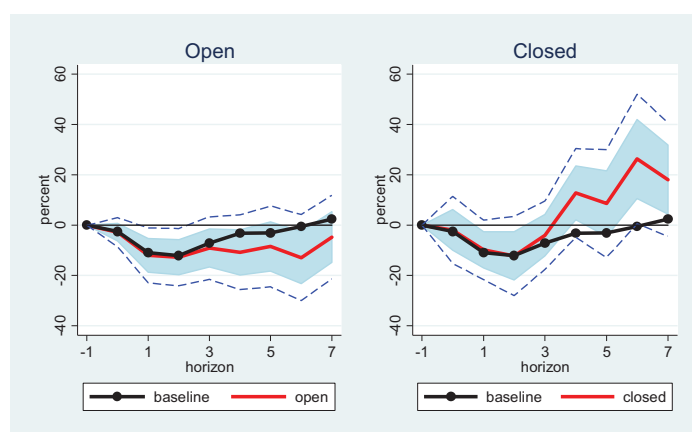 Open
60
40
20
0
-20
-40
percent
-1 1 3 5 7
horizon
baseline open
Closed
60
40
20
0
-20
-40
percent
-1 1 3 5 7
horizon
baseline closed